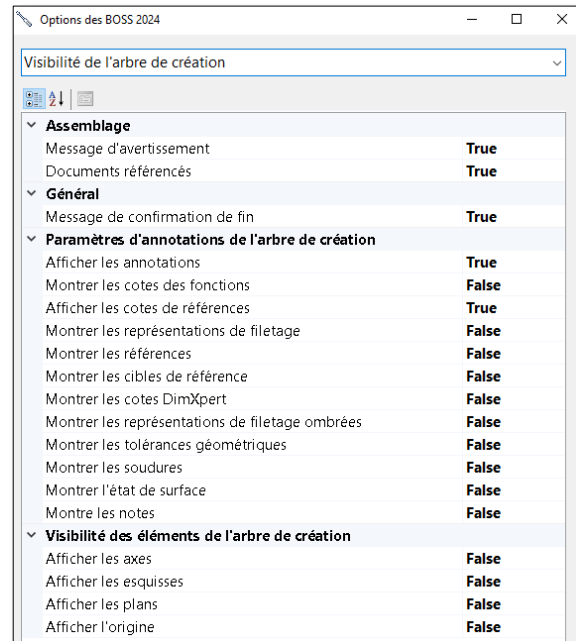 Options des BOSS 2024
Visibilité de l'arbre de création
Assemblage
Message d'avertissement True
Documents référencés True
Général
Message de confirmation de fin True
Paramètres d'annotations de l'arbre de création
Afficher les annotations True
Montrer les cotes des fonctions False
Afficher les cotes de références True
Montrer les représentations de filetage False
Montrer les références False
Montrer les cibles de référence False
Montrer les cotes DimXpert False
Montrer les représentations de filetage ombrées False
Montrer les tolérances géométriques False
Montrer les soudures False
Montrer l'état de surface False
Montre les notes False
Visibilité des éléments de l'arbre de création
Afficher les axes False
Afficher les esquisses False
Afficher les plans False
Afficher l'origine False